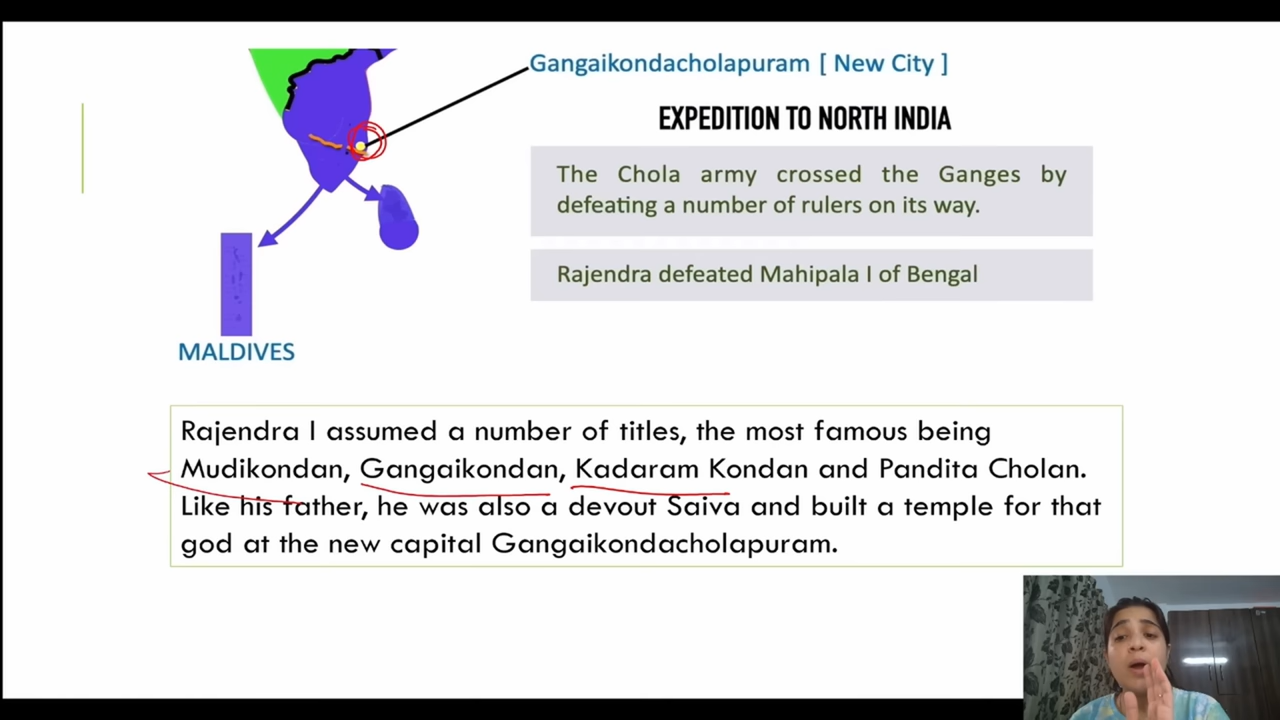 Gangaikondacholapuram [ New City ]
EXPEDITION TO NORTH INDIA
The Chola army crossed the Ganges by
defeating a number of rulers on its way.
Rajendra defeated Mahipala I of Bengal
MALDIVES
Rajendra I assumed a number of titles, the most famous being
Mudikondan, Gangaikondan, Kadaram Kondan and Pandita Cholan.
Like his father, he was also a devout Saiva and built a temple for that
god at the new capital Gangaikondacholapuram.